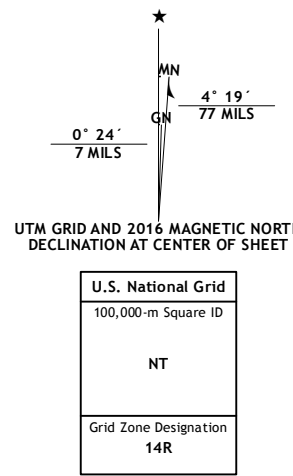 ★
MN
4° 19´
77 MILS
GN
0° 24´
7 MILS
UTM GRID AND 2016 MAGNETIC NORTH
DECLINATION AT CENTER OF SHEET
U.S. National Grid
100,000-m Square ID
NT
Grid Zone Designation
14R